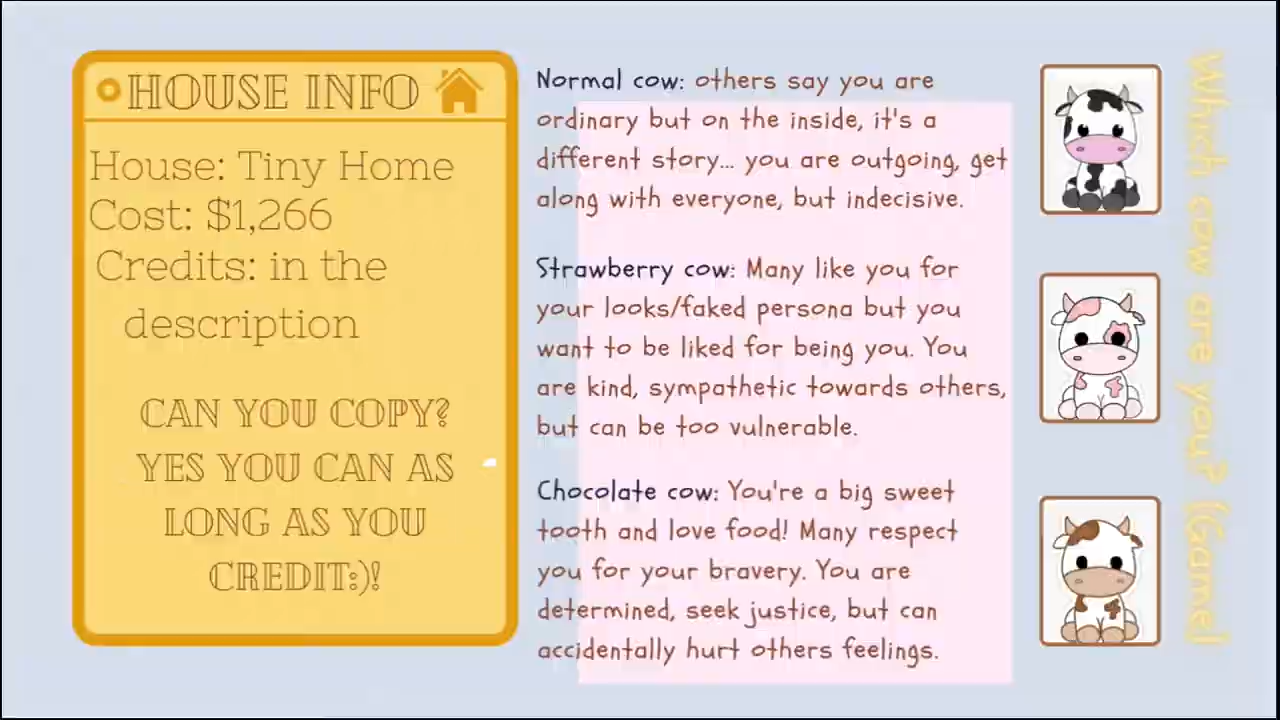 HOUSE INFO
House: Tiny Home
Cost: $1,266
Credits: in the
description
CAN YOU COPY?
YES YOU CAN AS
LONG AS YOU
CREDIT:)!
Normal cow: others say you are
ordinary but on the inside, it's a
different story... you are outgoing, get
along with everyone, but indecisive.
Strawberry cow: Many like you for
your looks/faked persona but you
want to be liked for being you. You
are kind, sympathetic towards others,
but can be too vulnerable.
Chocolate cow: You're a big sweet
tooth and love food! Many respect
you for your bravery. You are
determined, seek justice, but can
accidentally hurt others feelings.
Which cow are you? [Game]